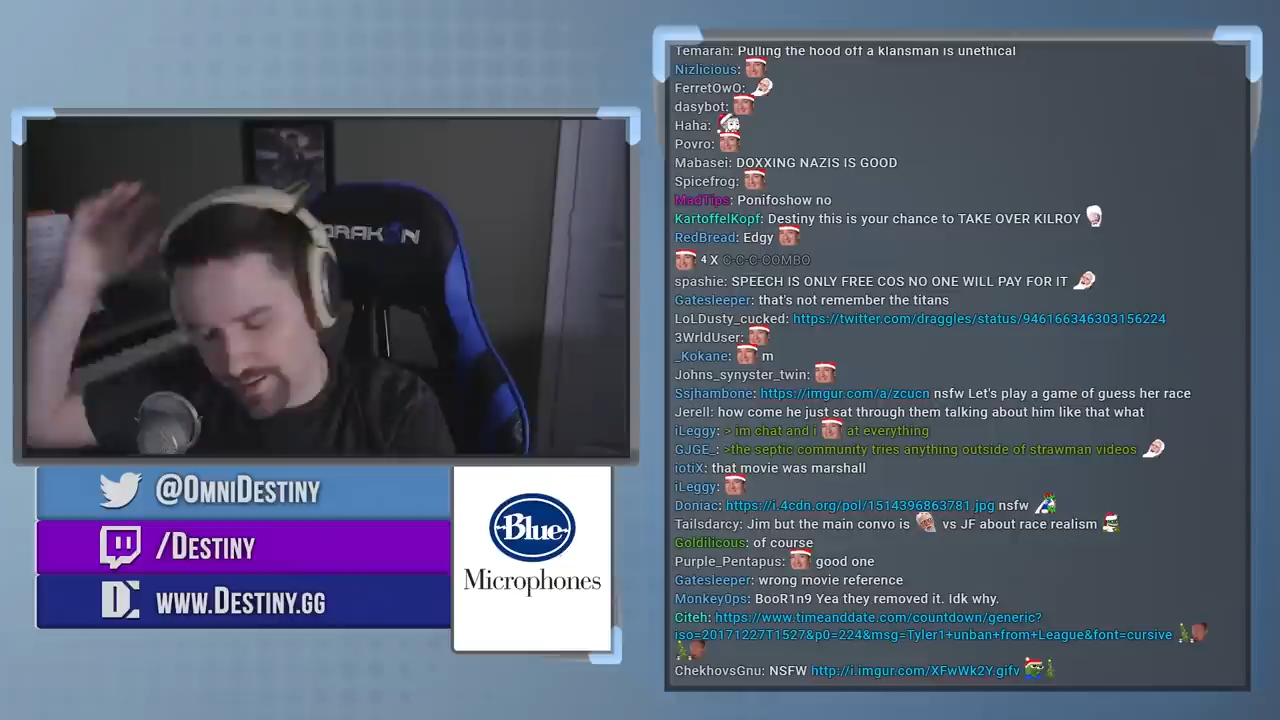 Temarah: Pulling the hood off a klansman is unethical
Nizlicious:
FerretOwO:
dasybot:
Haha:
Povro:
Mabasei: DOXXING NAZIS IS GOOD
Spicefrog:
MadTips: Ponifoshow no
KartoffelKopf: Destiny this is your chance to TAKE OVER KILROY
RedBread: Edgy
4 X C-C-C-COMBO
spashie: SPEECH IS ONLY FREE COS NO ONE WILL PAY FOR IT
Gatesleeper: that's not remember the titans
LoLDusty_cucked: https://twitter.com/draggles/status/946166346303156224
3WrldUser:
_Kokane: m
Johns_synyster_twin:
Ssjhambone: https://imgur.com/a/zcucn nsfw Let's play a game of guess her race
Jerell: how come he just sat through them talking about him like that what
iLeggy: > im chat and i at everything
GJGE_: >the septic community tries anything outside of strawman videos
iotiX: that movie was marshall
iLeggy:
Doniac: https://i.4cdn.org/pol/1514396863781.jpg nsfw
Tailsdarcy: Jim but the main convo is vs JF about race realism
Goldilicous: of course
Purple_Pentapus: good one
Gatesleeper: wrong movie reference
Monkey0ps: BooR1n9 Yea they removed it. Idk why.
Citeh: https://www.timeanddate.com/countdown/generic?
iso=20171227T1527&p0=224&msg=Tyler1+unban+from+League&font=cursive
ChekhovsGnu: NSFW http://i.imgur.com/XFwWk2Y.gifv
@OmniDestiny
/Destiny
www.Destiny.gg
Blue
Microphones